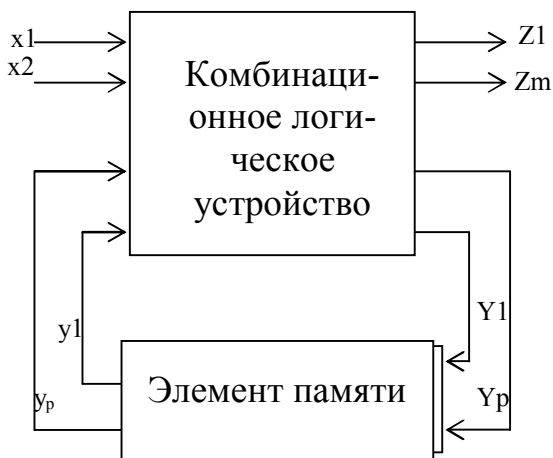 x1
x2
Комбинаци-
онное логи-
ческое
устройство
Z1
Zm
y1
yp
Y1
Yp
Элемент памяти